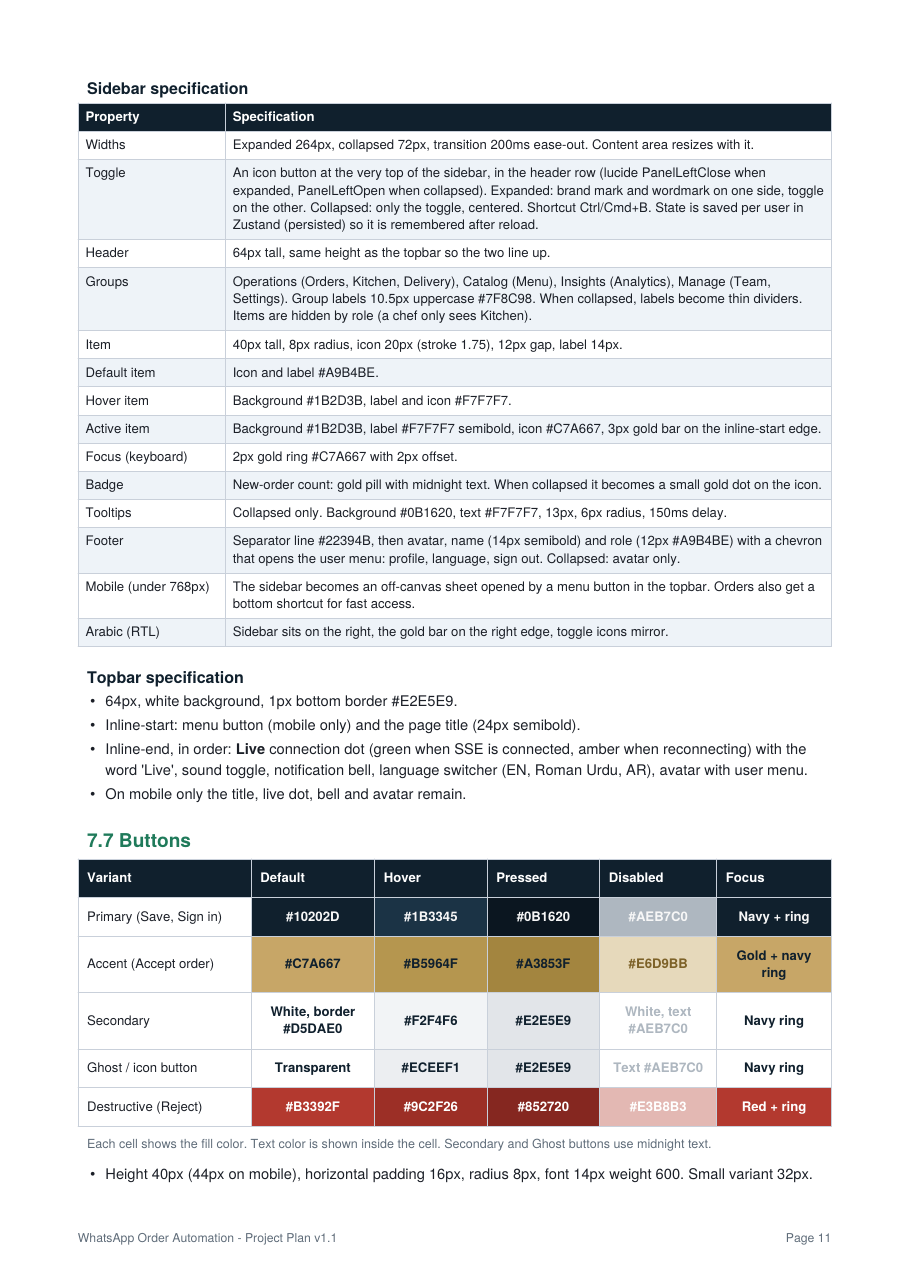 Sidebar specification
Property Specification
Widths Expanded 264px, collapsed 72px, transition 200ms ease-out. Content area resizes with it.
Toggle An icon button at the very top of the sidebar, in the header row (lucide PanelLeftClose when
expanded, PanelLeftOpen when collapsed). Expanded: brand mark and wordmark on one side, toggle
on the other. Collapsed: only the toggle, centered. Shortcut Ctrl/Cmd+B. State is saved per user in
Zustand (persisted) so it is remembered after reload.
Header 64px tall, same height as the topbar so the two line up.
Groups Operations (Orders, Kitchen, Delivery), Catalog (Menu), Insights (Analytics), Manage (Team,
Settings). Group labels 10.5px uppercase #7F8C98. When collapsed, labels become thin dividers.
Items are hidden by role (a chef only sees Kitchen).
Item 40px tall, 8px radius, icon 20px (stroke 1.75), 12px gap, label 14px.
Default item Icon and label #A9B4BE.
Hover item Background #1B2D3B, label and icon #F7F7F7.
Active item Background #1B2D3B, label #F7F7F7 semibold, icon #C7A667, 3px gold bar on the inline-start edge.
Focus (keyboard) 2px gold ring #C7A667 with 2px offset.
Badge New-order count: gold pill with midnight text. When collapsed it becomes a small gold dot on the icon.
Tooltips Collapsed only. Background #0B1620, text #F7F7F7, 13px, 6px radius, 150ms delay.
Footer Separator line #22394B, then avatar, name (14px semibold) and role (12px #A9B4BE) with a chevron
that opens the user menu: profile, language, sign out. Collapsed: avatar only.
Mobile (under 768px) The sidebar becomes an off-canvas sheet opened by a menu button in the topbar. Orders also get a
bottom shortcut for fast access.
Arabic (RTL) Sidebar sits on the right, the gold bar on the right edge, toggle icons mirror.
Topbar specification
• 64px, white background, 1px bottom border #E2E5E9.
• Inline-start: menu button (mobile only) and the page title (24px semibold).
• Inline-end, in order: Live connection dot (green when SSE is connected, amber when reconnecting) with the
word 'Live', sound toggle, notification bell, language switcher (EN, Roman Urdu, AR), avatar with user menu.
• On mobile only the title, live dot, bell and avatar remain.
7.7 Buttons
Variant Default Hover Pressed Disabled Focus
Primary (Save, Sign in) #10202D #1B3345 #0B1620 #AEB7C0 Navy + ring
Accent (Accept order) #C7A667 #B5964F #A3853F #E6D9BB Gold + navy
ring
Secondary White, border
#D5DAE0 #F2F4F6 #E2E5E9 White, text
#AEB7C0 Navy ring
Ghost / icon button Transparent #ECEEF1 #E2E5E9 Text #AEB7C0 Navy ring
Destructive (Reject) #B3392F #9C2F26 #852720 #E3B8B3 Red + ring
Each cell shows the fill color. Text color is shown inside the cell. Secondary and Ghost buttons use midnight text.
• Height 40px (44px on mobile), horizontal padding 16px, radius 8px, font 14px weight 600. Small variant 32px.
WhatsApp Order Automation - Project Plan v1.1 Page 11